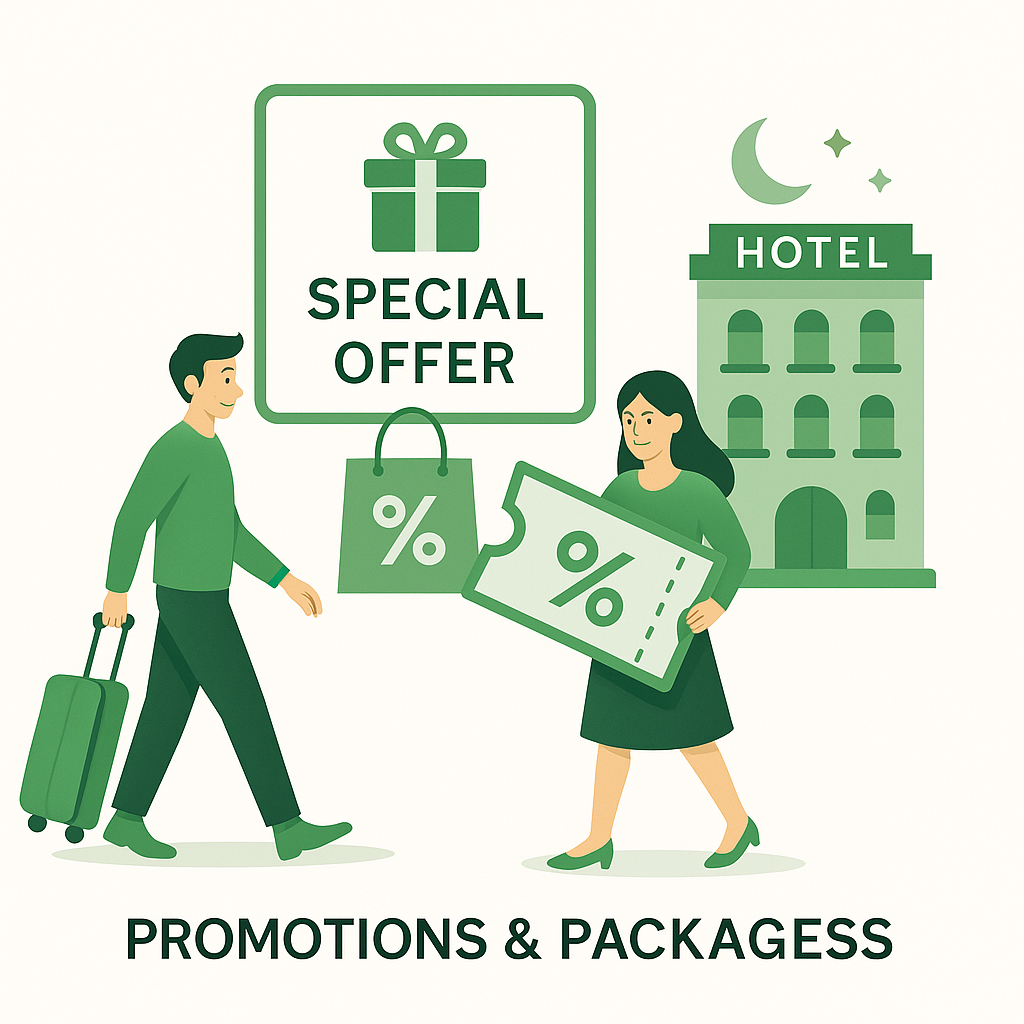 SPECIAL
OFFER
HOTEL
%
%
PROMOTIONS & PACKAGESS